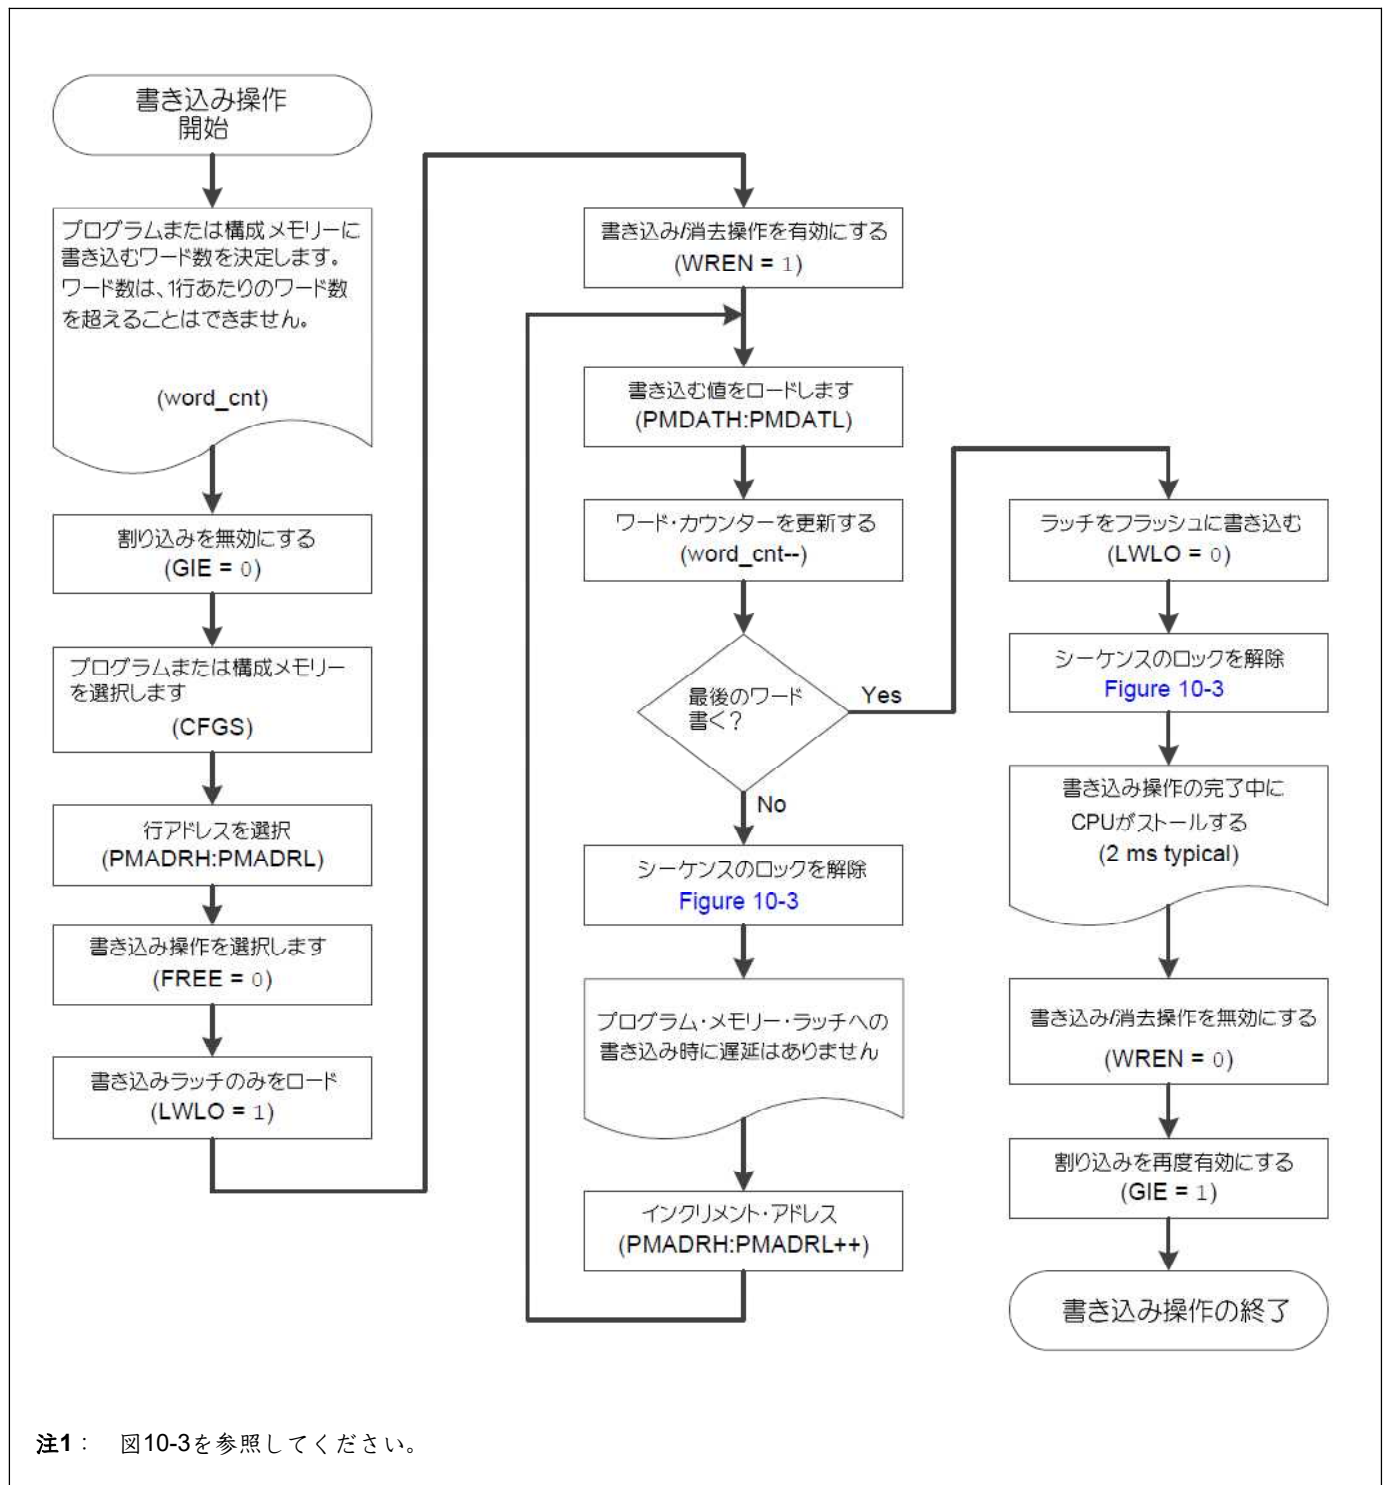 書き込み操作
開始
プログラムまたは構成メモリーに
書き込むワード数を決定します。
ワード数は、1行あたりのワード数
を超えることはできません。
(word_cnt)
割り込みを無効にする
(GIE = 0)
プログラムまたは構成メモリー
を選択します
(CFGS)
行アドレスを選択
(PMADRH:PMADRL)
書き込み操作を選択します
(FREE = 0)
書き込みラッチのみをロード
(LWLO = 1)
書き込み/消去操作を有効にする
(WREN = 1)
書き込む値をロードします
(PMDATH:PMDATL)
ワード・カウンターを更新する
(word_cnt--)
最後のワード
書く?
Yes
No
シーケンスのロックを解除
Figure 10-3
プログラム・メモリー・ラッチへの
書き込み時に遅延はありません
インクリメント・アドレス
(PMADRH:PMADRL++)
ラッチをフラッシュに書き込む
(LWLO = 0)
シーケンスのロックを解除
Figure 10-3
書き込み操作の完了中に
CPUがストールする
(2 ms typical)
書き込み/消去操作を無効にする
(WREN = 0)
割り込みを再度有効にする
(GIE = 1)
書き込み操作の終了
注1： 図10-3を参照してください。